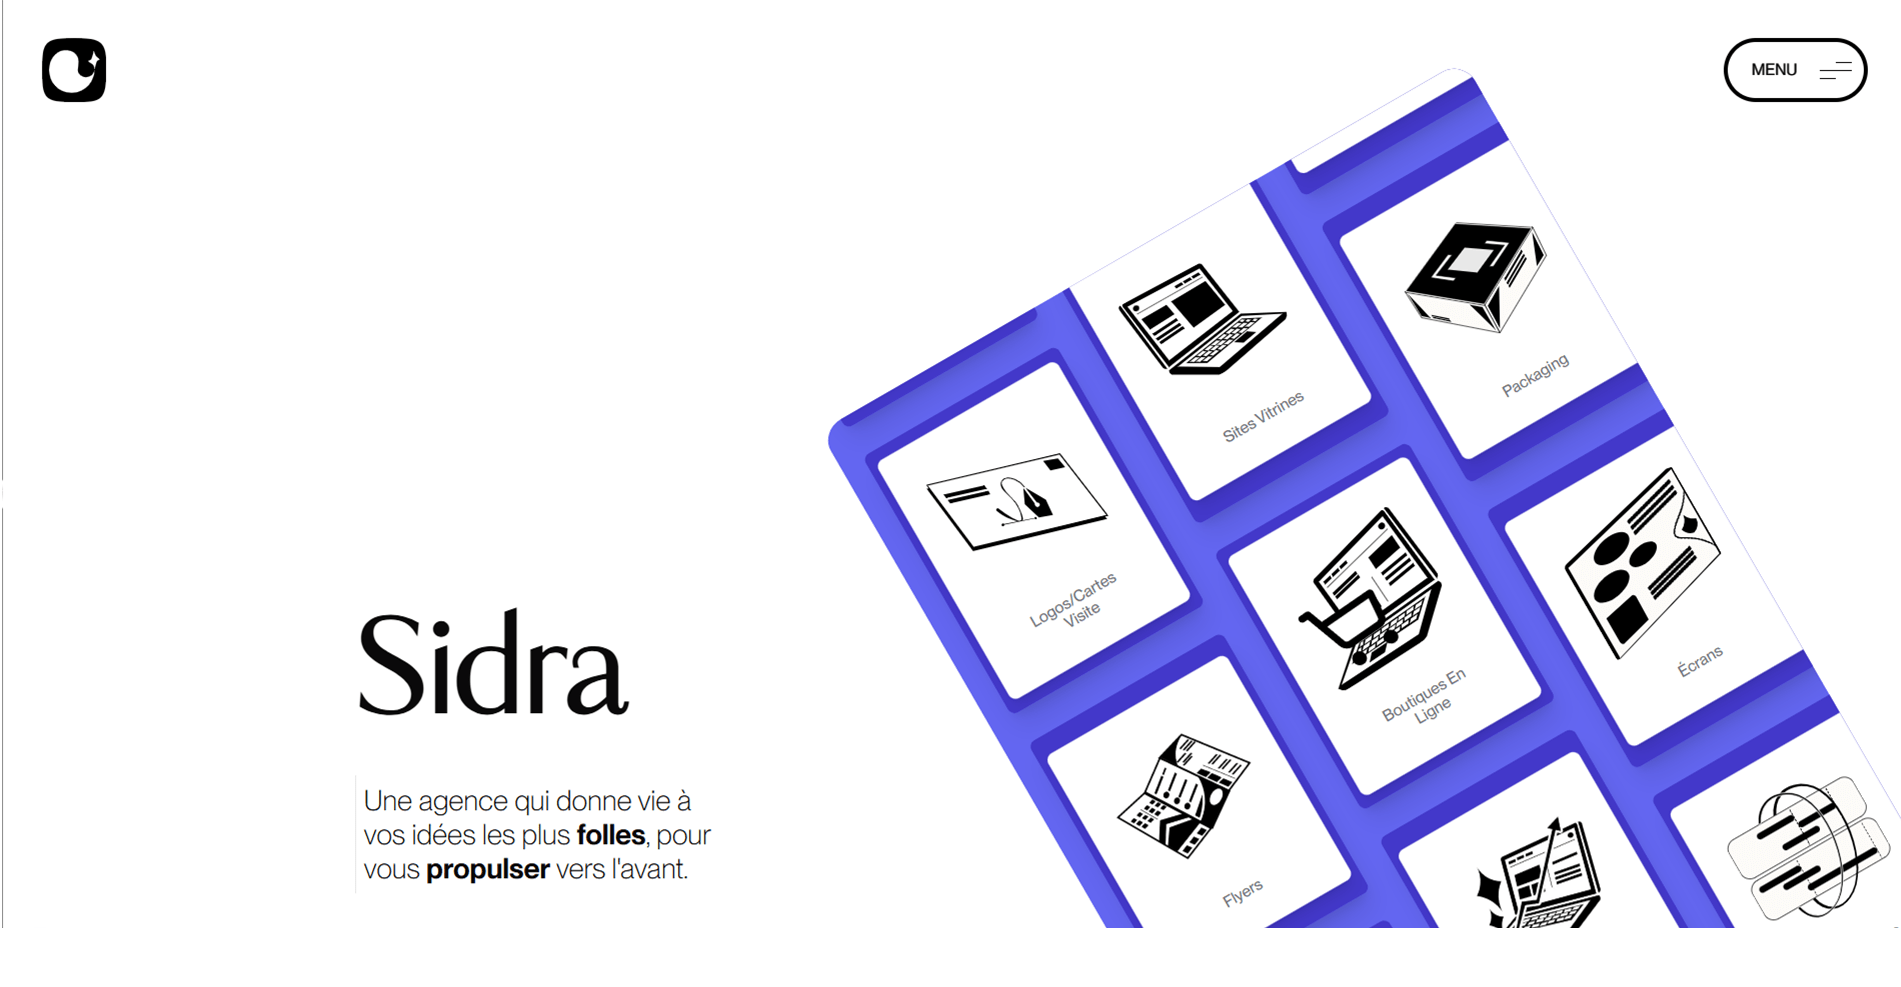 MENU
Sidra
Une agence qui donne vie à
vos idées les plus folles, pour
vous propulser vers l'avant.
Sites Vitrines
Packaging
Logos/Cartes
Visite
Boutiques En
Ligne
Écrans
Flyers